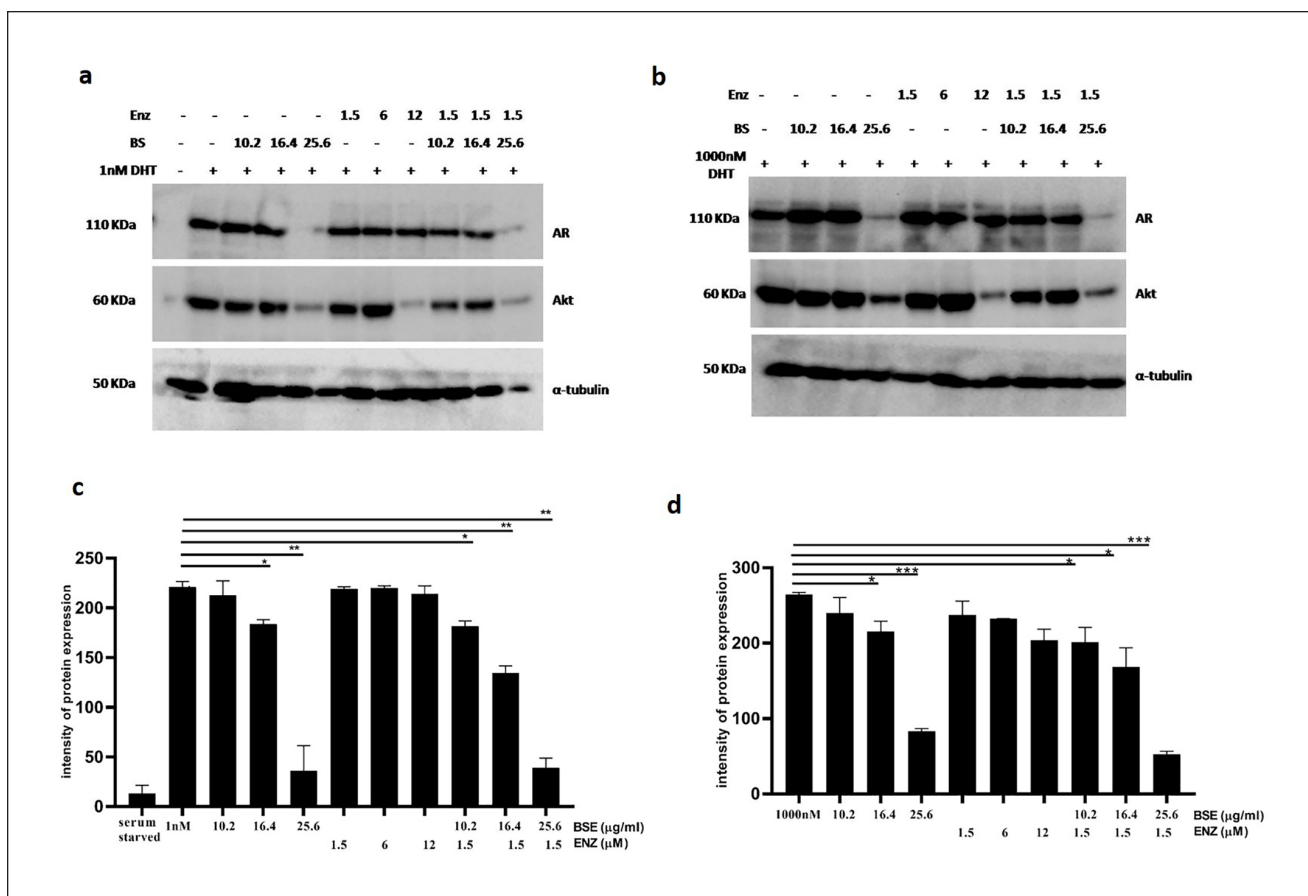 a
Enz - - - - - 1.5 6 12 1.5 1.5 1.5
BS - - 10.2 16.4 25.6 - - - 10.2 16.4 25.6
1nM DHT - + + + + + + + + + +
110 KDa AR
60 KDa Akt
50 KDa α-tubulin
b
Enz - - - - 1.5 6 12 1.5 1.5 1.5
BS - 10.2 16.4 25.6 - - - 10.2 16.4 25.6
1000nM DHT + + + + + + + + + +
110 KDa AR
60 KDa Akt
50 KDa α-tubulin
c
**
**
*
**
*
intensity of protein expression
250
200
150
100
50
0
serum starved 1nM 10.2 16.4 25.6 10.2 16.4 25.6 BSE (µg/ml)
1.5 6 12 1.5 1.5 1.5 ENZ (µM)
d
***
*
*
***
*
intensity of protein expression
300
200
100
0
1000nM 10.2 16.4 25.6 10.2 16.4 25.6 BSE (µg/ml)
1.5 6 12 1.5 1.5 1.5 ENZ (µM)